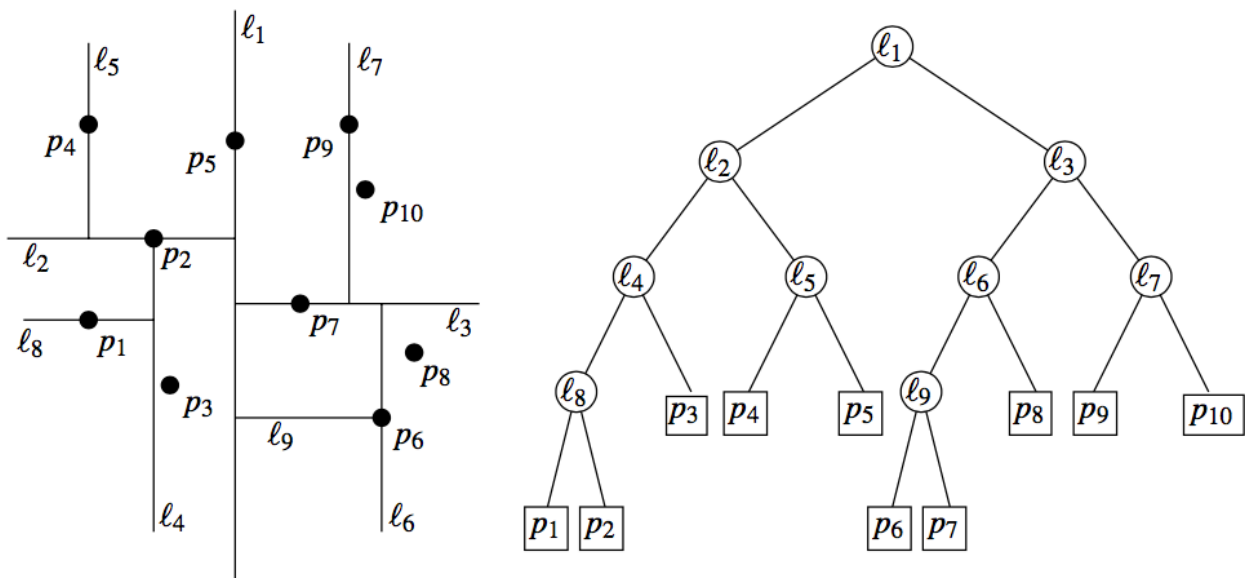 ℓ1
ℓ5
ℓ7
p4
p5
p9
p10
ℓ2
p2
p7
ℓ3
ℓ8
p1
p8
p3
ℓ9
p6
ℓ4
ℓ6
ℓ1
ℓ2 ℓ3
ℓ4 ℓ5 ℓ6 ℓ7
ℓ8 p3 p4 p5 ℓ9 p8 p9 p10
p1 p2 p6 p7